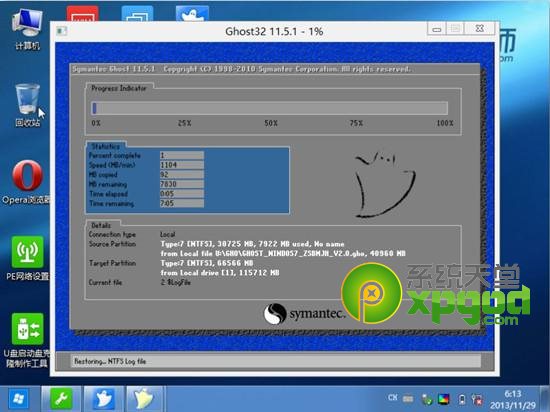 Ghost32 11.5.1 - 1%
计算机
师
Symantec Ghost 11.5.1 Copyright (C) 1998-2010 Symantec Corporation. All rights reserved.
Progress Indicator
0% 25% 50% 75% 100%
回收站
Statistics
Percent complete 1
Speed (MB/min) 1104
MB copied 92
MB remaining 7830
Time elapsed 0:05
Time remaining 7:05
Opera浏览器
Details
Connection type Local
Source Partition Type:7 [NTFS], 30725 MB, 7922 MB used, No name
from local file U:\GHO\GHOST_WINDOS7_ZSBMJH_V2.0.gho, 40960 MB
Target Partition Type:7 [NTFS], 66566 MB
from Local drive [1], 115712 MB
Current file 2 $LogFile
PE网络设置
系统天堂
xpgod
.com
symantec.
U盘启动盘克隆制作工具
Restoring... NTFS Log file
CH
6:13
2013/11/29